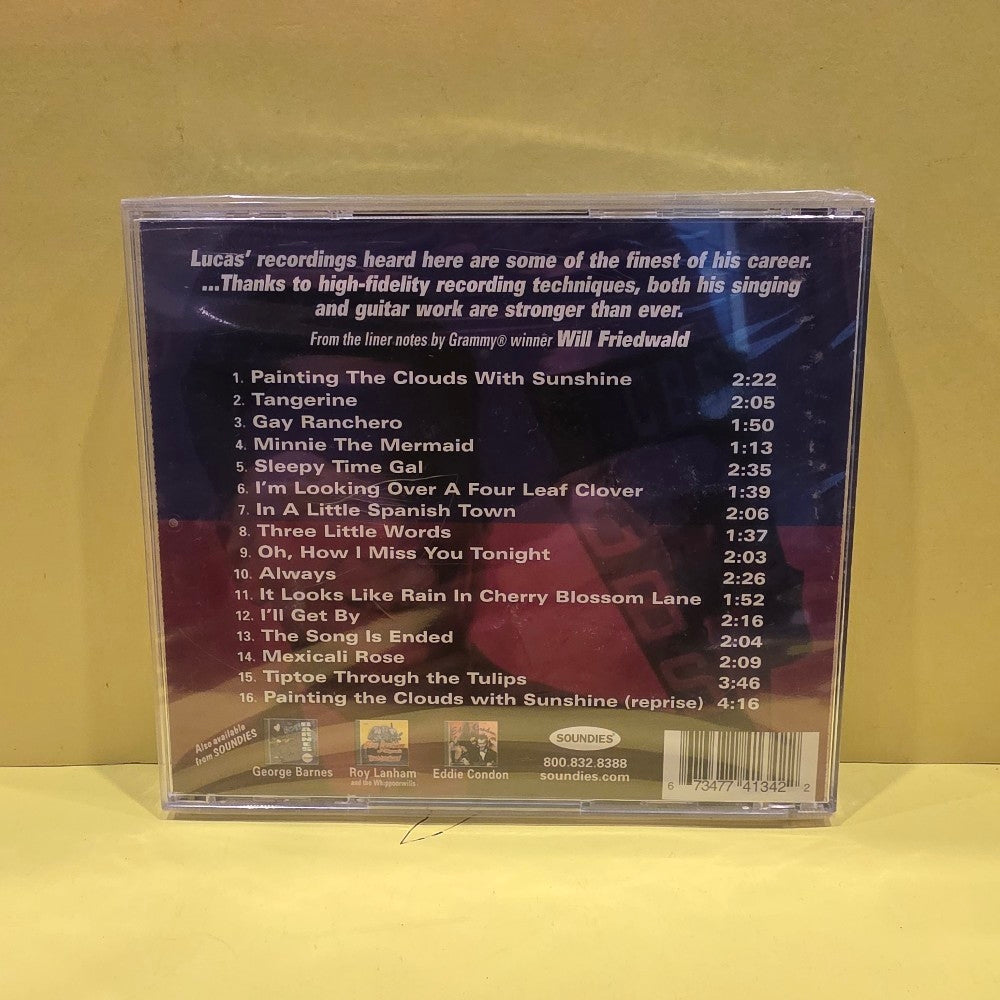 Lucas' recordings heard here are some of the finest of his career.
...Thanks to high-fidelity recording techniques, both his singing
and guitar work are stronger than ever.
From the liner notes by Grammy® winner Will Friedwald
1. Painting The Clouds With Sunshine 2:22
2. Tangerine 2:05
3. Gay Ranchero 1:50
4. Minnie The Mermaid 1:13
5. Sleepy Time Gal 2:35
6. I'm Looking Over A Four Leaf Clover 1:39
7. In A Little Spanish Town 2:06
8. Three Little Words 1:37
9. Oh, How I Miss You Tonight 2:03
10. Always 2:26
11. It Looks Like Rain In Cherry Blossom Lane 1:52
12. I'll Get By 2:16
13. The Song Is Ended 2:04
14. Mexicali Rose 2:09
15. Tiptoe Through the Tulips 3:46
16. Painting the Clouds with Sunshine (reprise) 4:16
Also available
from SOUNDIES
George Barnes
Roy Lanham
and the Whippoorwills
Eddie Condon
SOUNDIES
800.832.8388
soundies.com
6 73477 41342 2